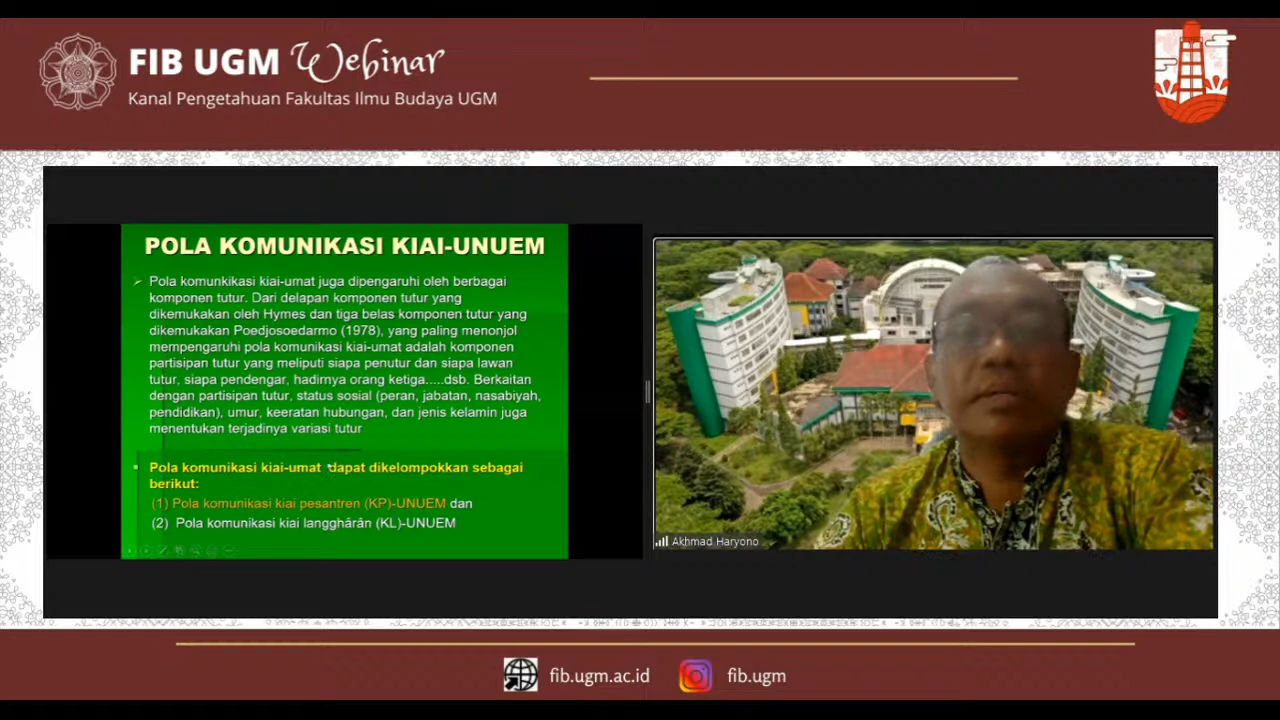 FIB UGM Webinar
Kanal Pengetahuan Fakultas Ilmu Budaya UGM
POLA KOMUNIKASI KIAI-UNUEM
Pola komunkikasi kiai-umat juga dipengaruhi oleh berbagai
komponen tutur. Dari delapan komponen tutur yang
dikemukakan oleh Hymes dan tiga belas komponen tutur yang
dikemukakan Poedjosoedarmo (1978), yang paling menonjol
mempengaruhi pola komunikasi kiai-umat adalah komponen
partisipan tutur yang meliputi siapa penutur dan siapa lawan
tutur, siapa pendengar, hadirnya orang ketiga.....dsb. Berkaitan
dengan partisipan tutur, status sosial (peran, jabatan, nasabiyah,
pendidikan), umur, keeratan hubungan, dan jenis kelamin juga
menentukan terjadinya variasi tutur
Pola komunikasi kiai-umat dapat dikelompokkan sebagai
berikut:
(1) Pola komunikasi kiai pesantren (KP)-UNUEM dan
(2) Pola komunikasi kiai langghârân (KL)-UNUEM
Akhmad Haryono
fib.ugm.ac.id
fib.ugm